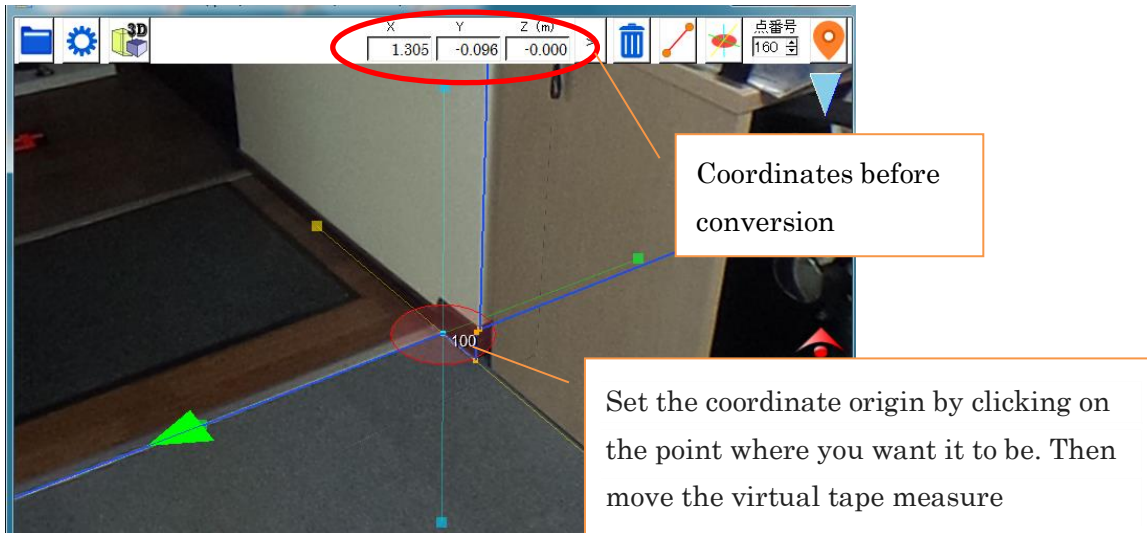 3D
X Y Z (m)
1.305 -0.096 -0.000 >
点番号
160
Coordinates before
conversion
100
Set the coordinate origin by clicking on
the point where you want it to be. Then
move the virtual tape measure